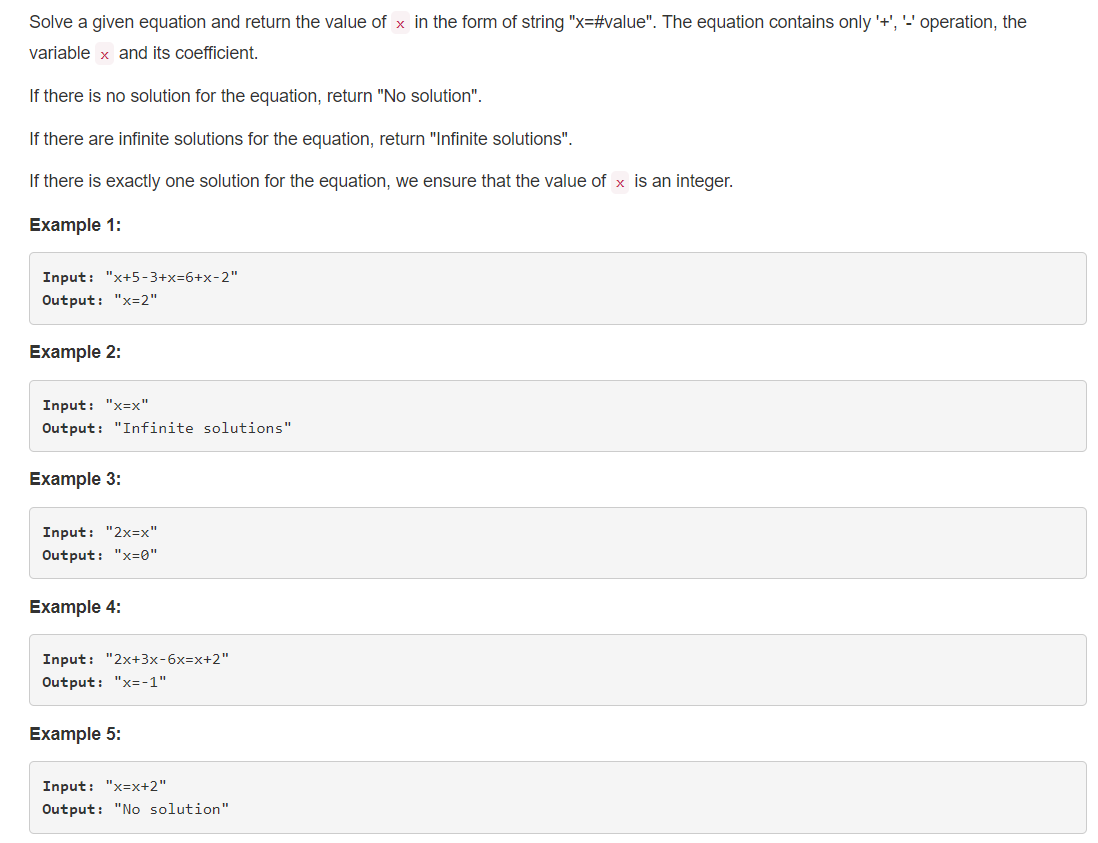 Solve a given equation and return the value of x in the form of string "x=#value". The equation contains only '+', '-' operation, the
variable x and its coefficient.
If there is no solution for the equation, return "No solution".
If there are infinite solutions for the equation, return "Infinite solutions".
If there is exactly one solution for the equation, we ensure that the value of x is an integer.
Example 1:
Input: "x+5-3+x=6+x-2"
Output: "x=2"
Example 2:
Input: "x=x"
Output: "Infinite solutions"
Example 3:
Input: "2x=x"
Output: "x=0"
Example 4:
Input: "2x+3x-6x=x+2"
Output: "x=-1"
Example 5:
Input: "x=x+2"
Output: "No solution"